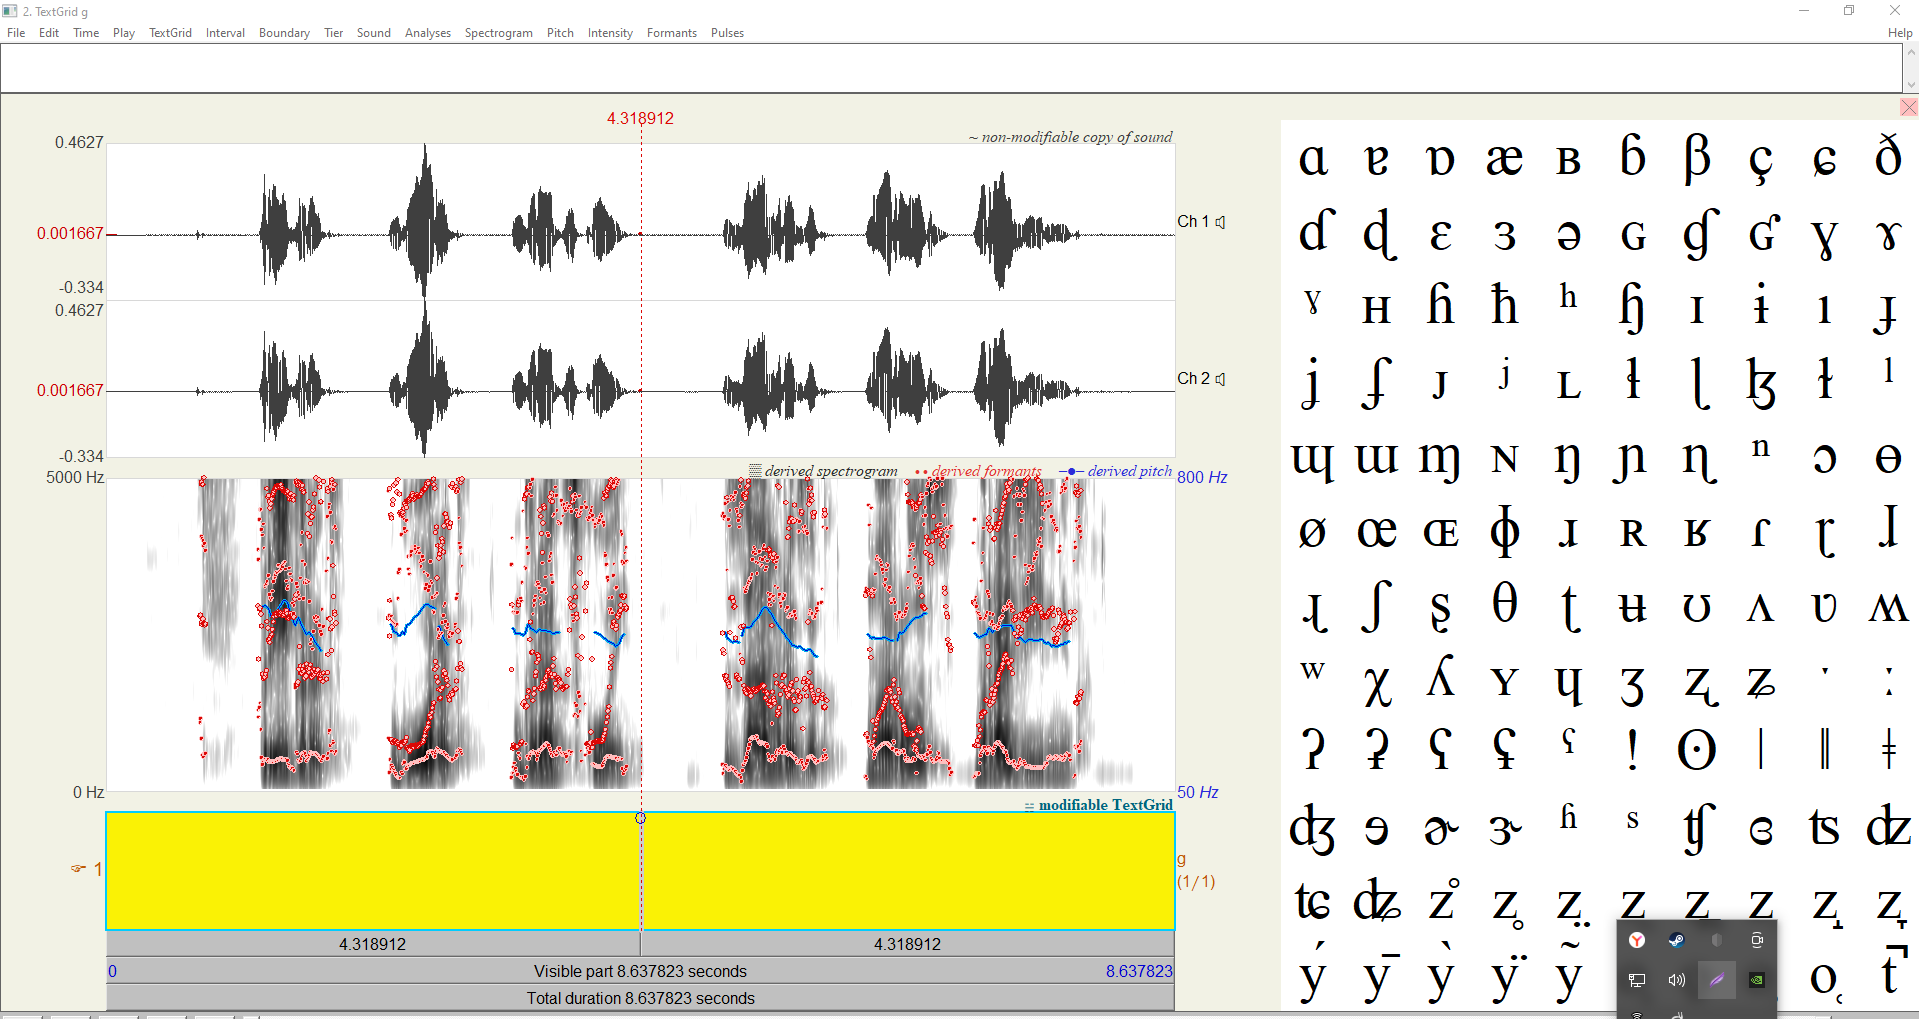 2. TextGrid g
File Edit Time Play TextGrid Interval Boundary Tier Sound Analyses Spectrogram Pitch Intensity Formants Pulses Help
4.318912
~ non-modifiable copy of sound
0.4627
0.001667
-0.334
Ch 1
0.4627
0.001667
-0.334
Ch 2
derived spectrogram derived formants derived pitch
5000 Hz
800 Hz
0 Hz
50 Hz
modifiable TextGrid
1
g
(1/1)
4.318912 4.318912
0 Visible part 8.637823 seconds 8.637823
Total duration 8.637823 seconds
ɑ ɐ ɒ æ ʙ ɓ β ç ɕ ð
ɗ ɖ ɛ ɜ ə ɢ ɠ ʛ ɣ ɤ
ˠ ʜ ɦ ħ ʰ ɧ ɪ ɨ ı ɟ
ʝ ʄ ᴊ ʲ ʟ ɬ ɭ ɮ ɫ ˡ
ɰ ɯ ɱ ɴ ŋ ɲ ɳ ⁿ ɔ ɵ
ø œ ɶ ɸ ɹ ʀ ʁ ɾ ɽ ɺ
ɻ ʃ ʂ θ ʈ ʉ ʊ ʌ ʋ ʍ
ʷ χ ʎ ʏ ɥ ʒ ʐ ʑ ˑ ː
ʔ ʡ ʕ ʢ ˤ ! ʘ ǀ ǁ ǂ
ʤ ɘ ɚ ɝ ʱ ˢ ʧ ɞ ʦ ʣ
ʨ ʥ